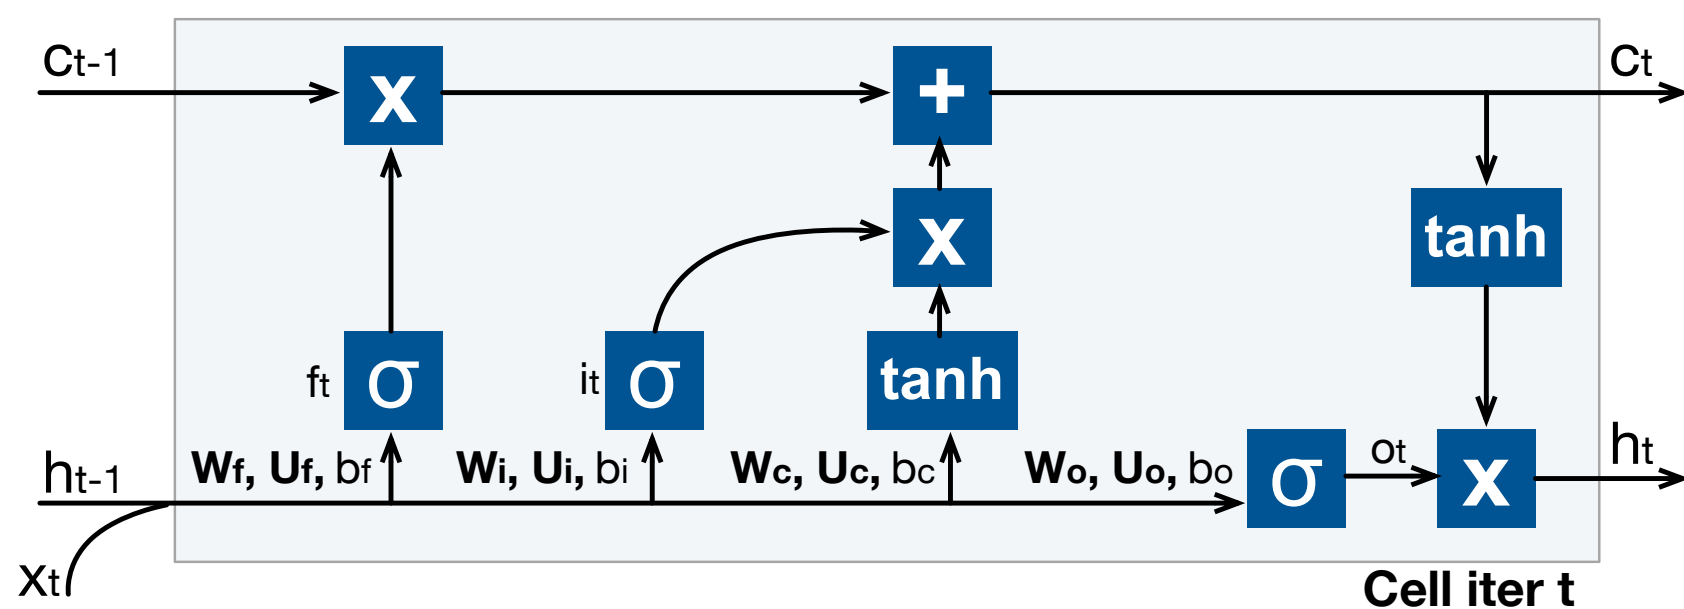 Ct-1 x + Ct
x tanh
ft σ it σ tanh
ht-1 Wf, Uf, bf Wi, Ui, bi Wc, Uc, bc Wo, Uo, bo σ ot x ht
xt
Cell iter t